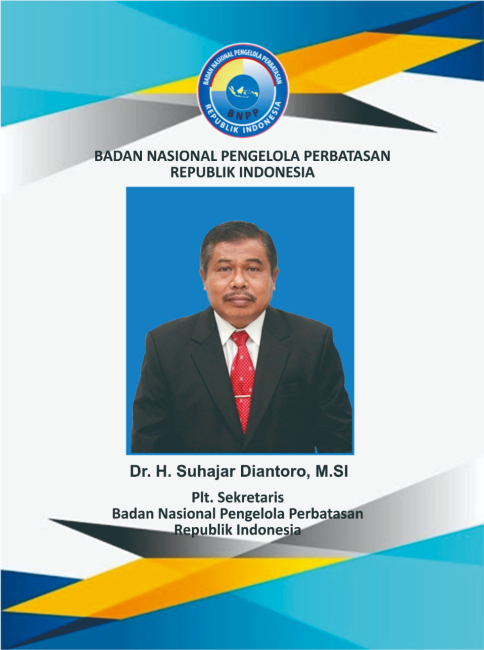 BADAN NASIONAL PENGELOLA PERBATASAN
BNPP
REPUBLIK INDONESIA
BADAN NASIONAL PENGELOLA PERBATASAN
REPUBLIK INDONESIA
Dr. H. Suhajar Diantoro, M.SI
Plt. Sekretaris
Badan Nasional Pengelola Perbatasan
Republik Indonesia